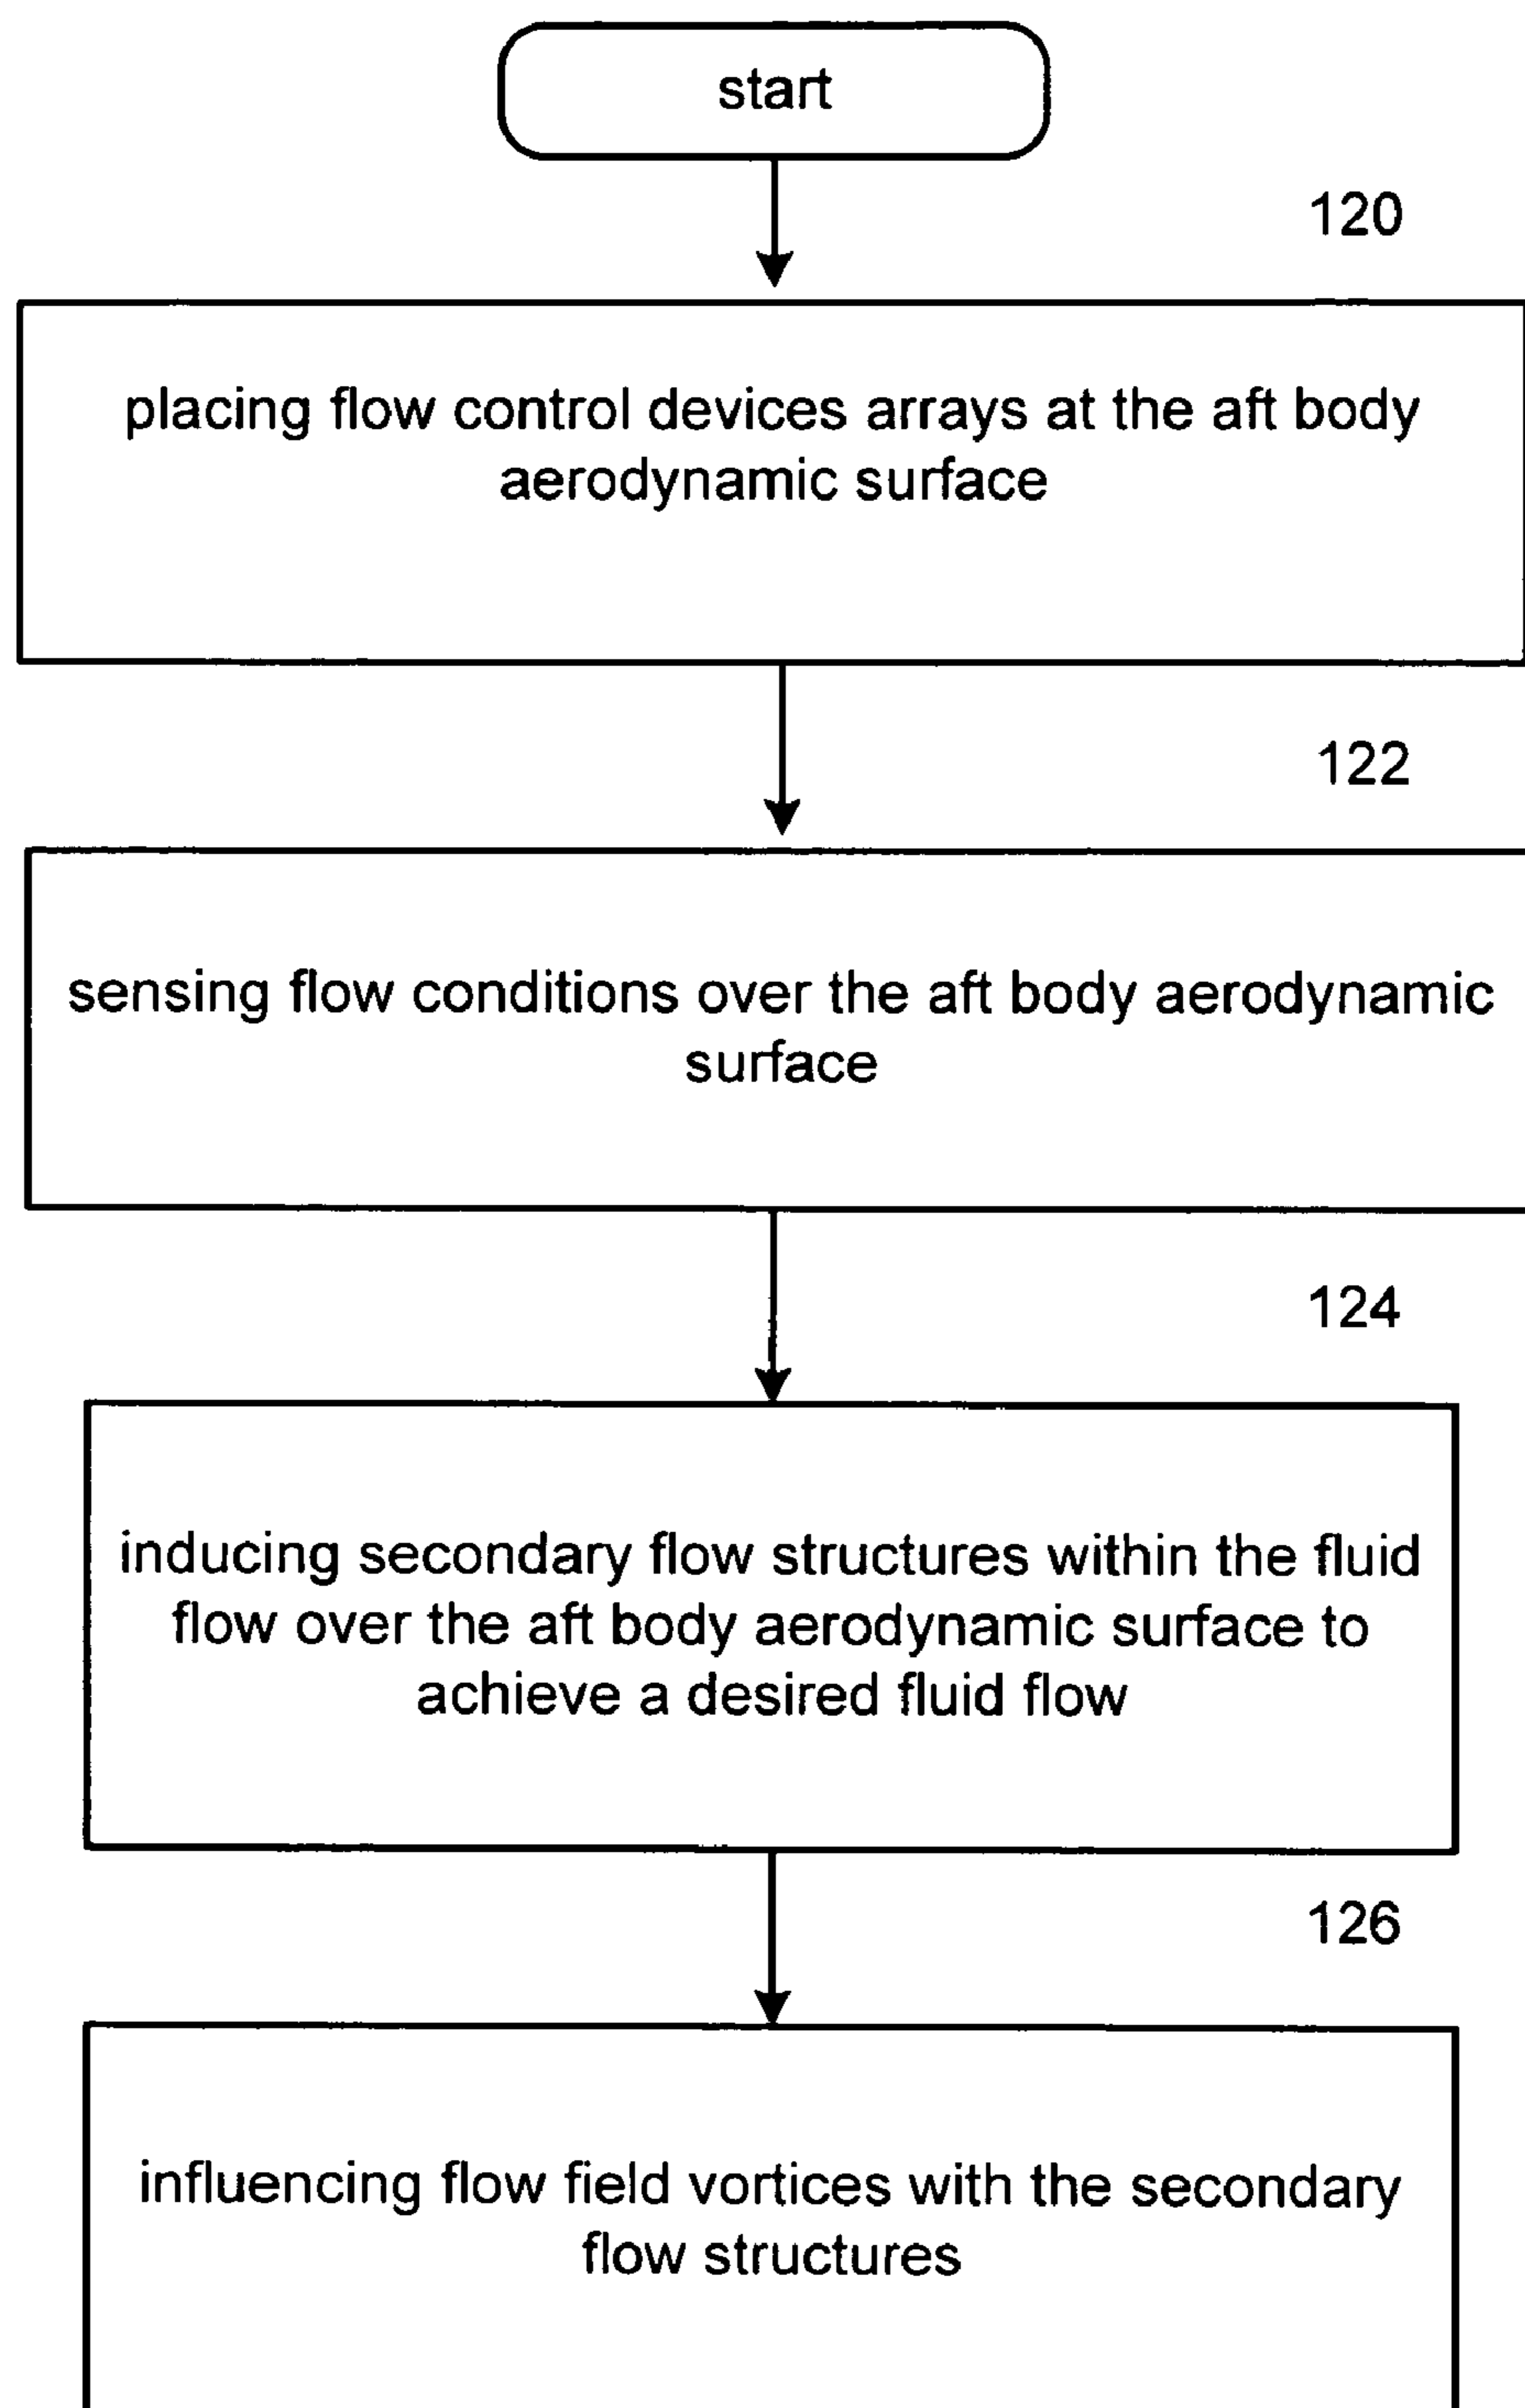 start
120
placing flow control devices arrays at the aft body
aerodynamic surface
122
sensing flow conditions over the aft body aerodynamic
surface
124
inducing secondary flow structures within the fluid
flow over the aft body aerodynamic surface to
achieve a desired fluid flow
126
influencing flow field vortices with the secondary
flow structures